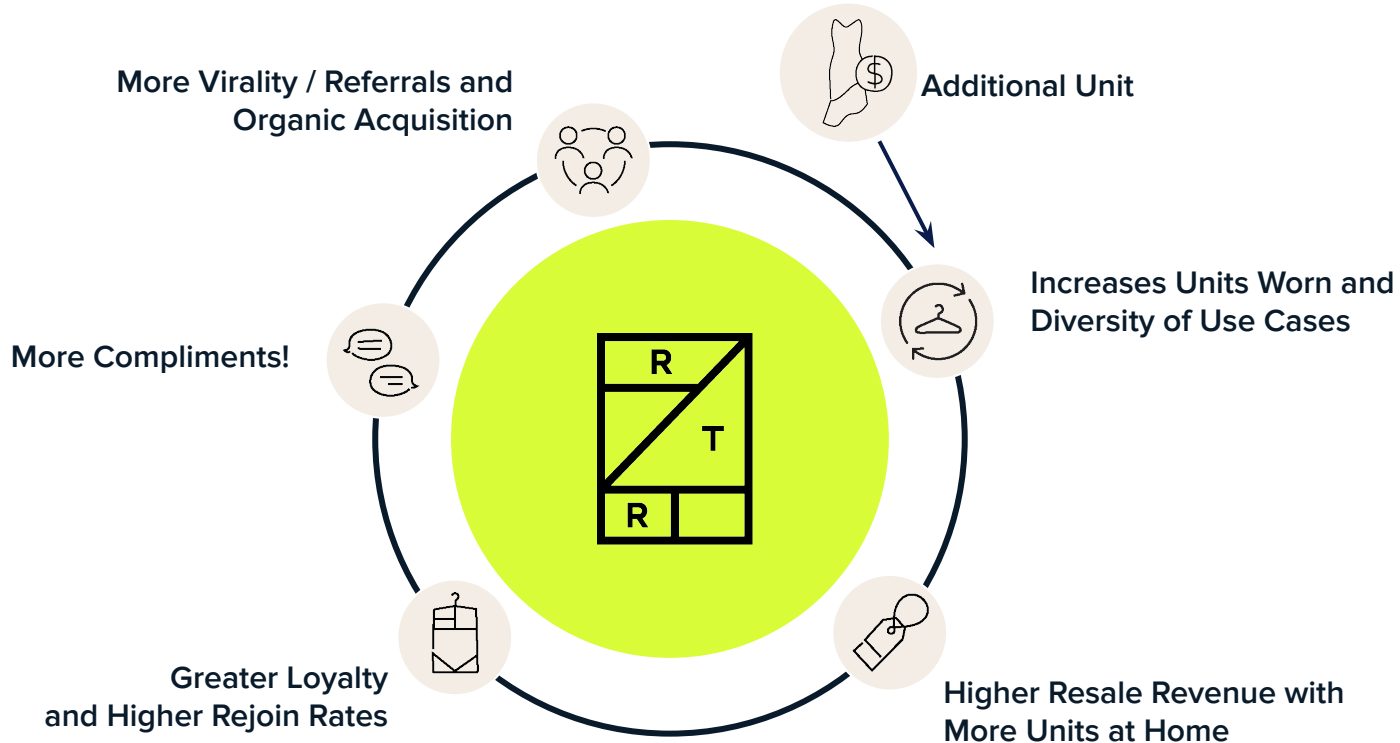 Additional Unit
More Virality / Referrals and
Organic Acquisition
Increases Units Worn and
Diversity of Use Cases
More Compliments!
R
T
R
Greater Loyalty
and Higher Rejoin Rates
Higher Resale Revenue with
More Units at Home
$